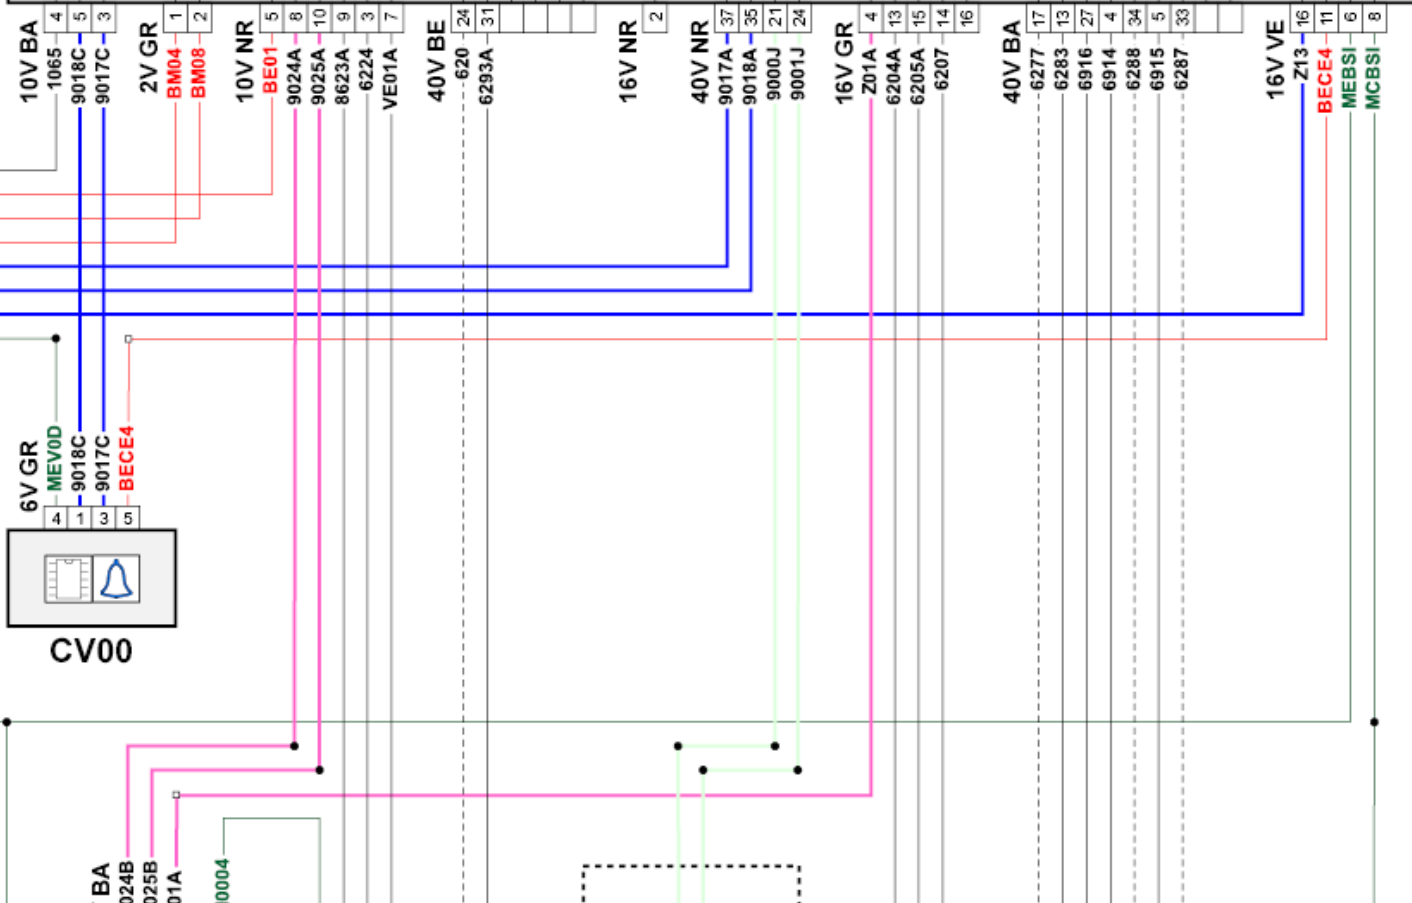 10V BA
4 1065
5 9018C
3 9017C
2V GR
1 BM04
2 BM08
10V NR
5 BE01
8 9024A
10 9025A
9 8623A
3 6224
7 VE01A
40V BE
24 620
31 6293A
16V NR
2
40V NR
37 9017A
35 9018A
21 9000J
24 9001J
16V GR
4 Z01A
13 6204A
15 6205A
14 6207
16
40V BA
17 6277
13 6283
27 6916
4 6914
34 6288
5 6915
33 6287
16V VE
16 Z13
11 BECE4
6 MEBSI
8 MCBSI
6V GR
MEV0D 4
9018C 1
9017C 3
BECE4 5
CV00
BA
024B
025B
01A
0004